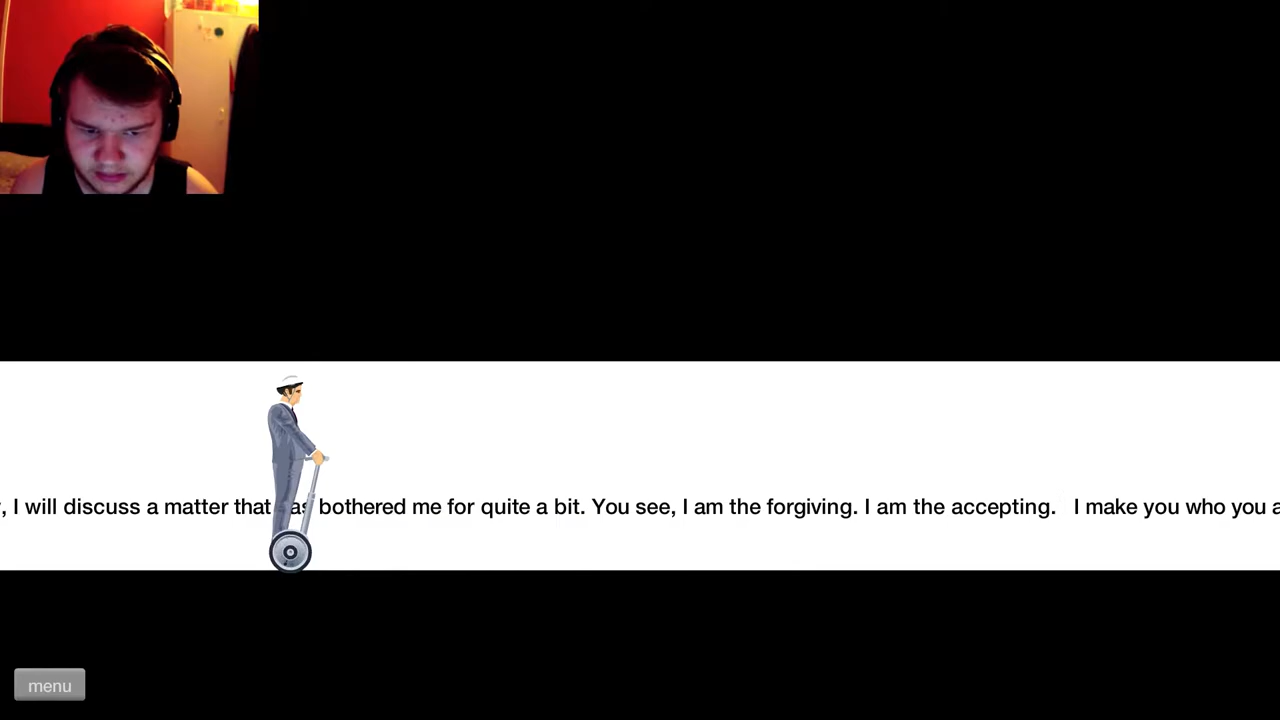 , I will discuss a matter that as bothered me for quite a bit. You see, I am the forgiving. I am the accepting. I make you who you a
menu